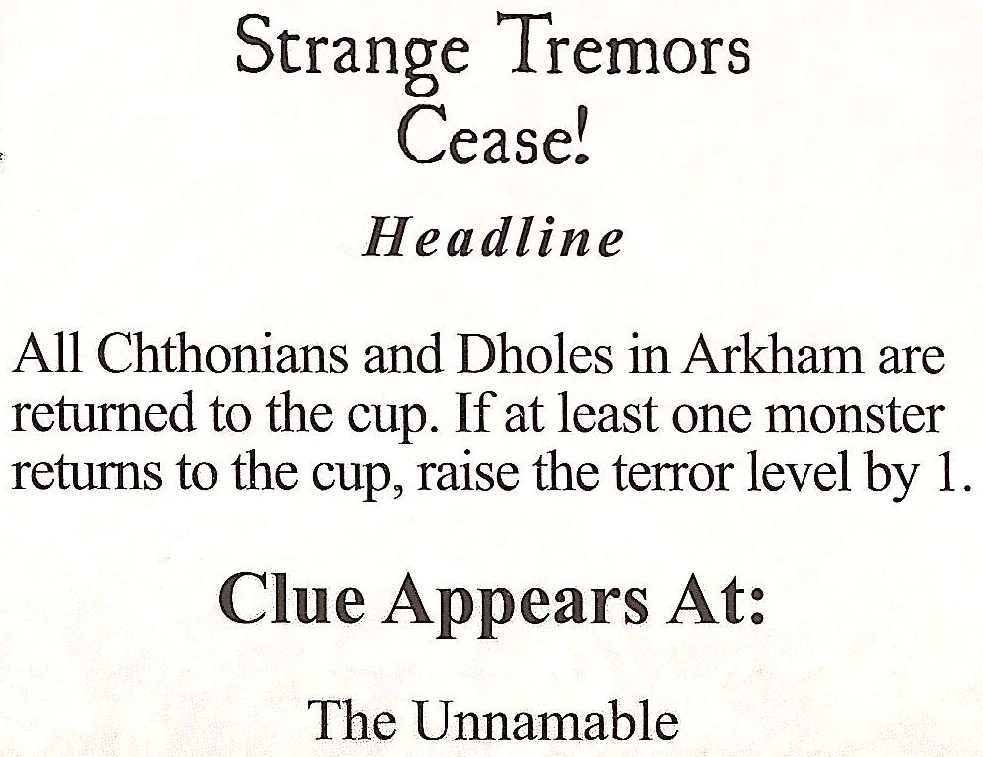 Strange Tremors
Cease!
Headline
All Chthonians and Dholes in Arkham are
returned to the cup. If at least one monster
returns to the cup, raise the terror level by 1.
Clue Appears At:
The Unnamable